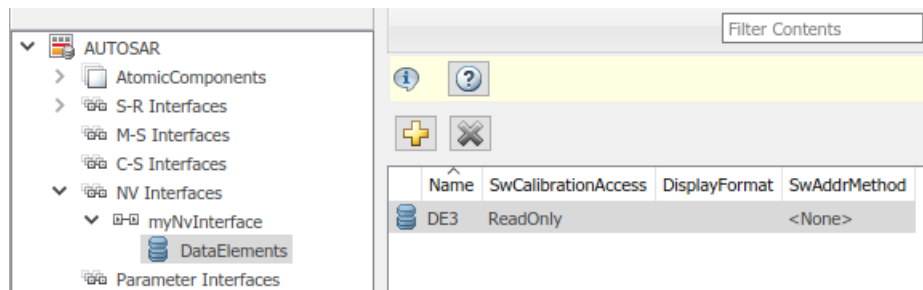 Filter Contents
AUTOSAR
AtomicComponents
S-R Interfaces
M-S Interfaces
C-S Interfaces
NV Interfaces
myNvInterface
DataElements
Parameter Interfaces
Name SwCalibrationAccess DisplayFormat SwAddrMethod
DE3 ReadOnly <None>